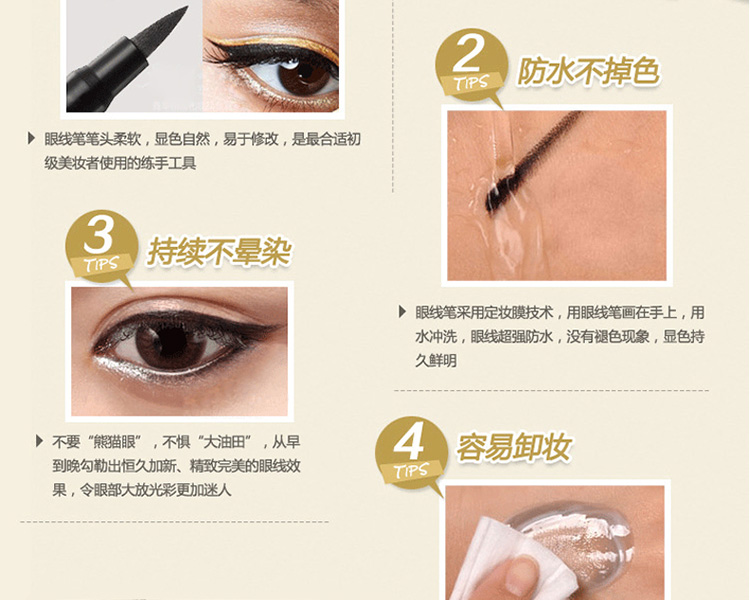 眼线笔笔头柔软，显色自然，易于修改，是最合适初
级美妆者使用的练手工具
2
TIPS
防水不掉色
眼线笔采用定妆膜技术，用眼线笔画在手上，用
水冲洗，眼线超强防水，没有褪色现象，显色持
久鲜明
3
TIPS
持续不晕染
不要“熊猫眼”，不惧“大油田”，从早
到晚勾勒出恒久加新、精致完美的眼线效
果，令眼部大放光彩更加迷人
4
TIPS
容易卸妆